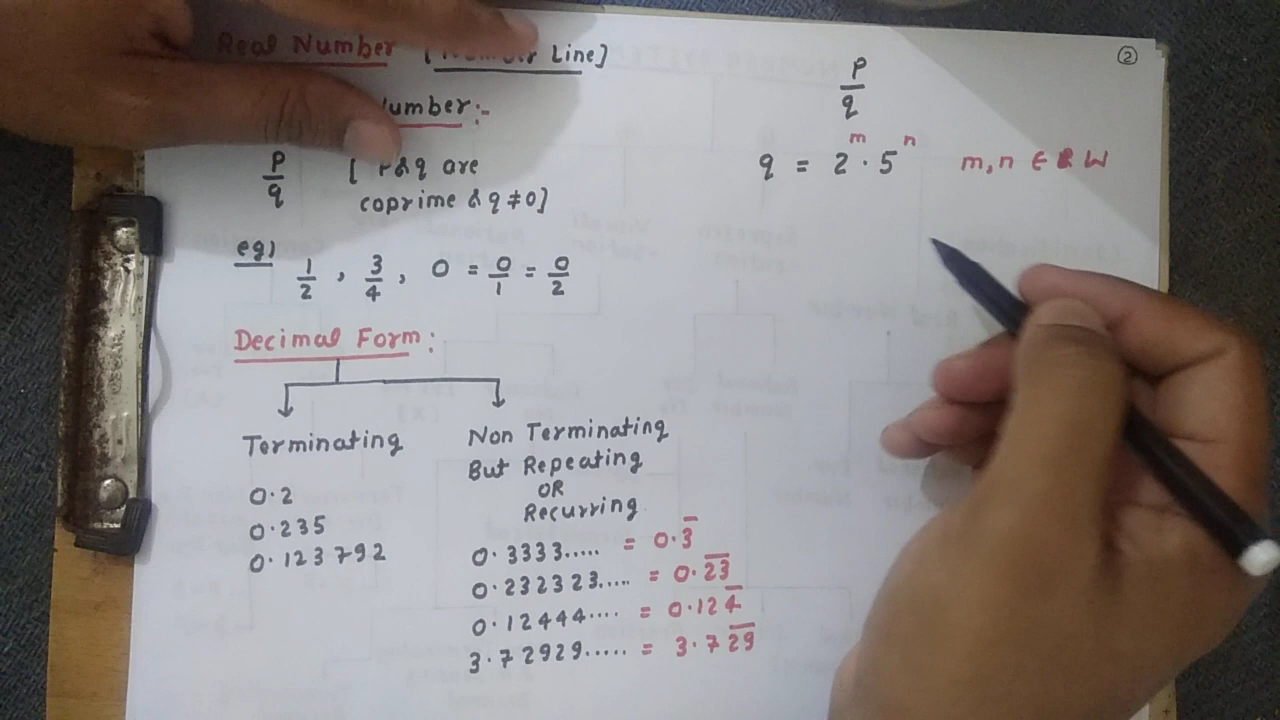 Real Number [Number Line]
Number:-
P/q [P & q are
coprime & q ≠ 0]
eg) 1/2, 3/4, 0 = 0/1 = 0/2
Decimal Form:
Terminating
0.2
0.235
0.123792
Non Terminating
But Repeating
OR
Recurring
0.3333..... = 0.3̅
0.232323.... = 0.2̅3̅
0.12444.... = 0.124̅
3.72929..... = 3.72̅9̅
2
P/q
q = 2^m · 5^n m, n ∈ W